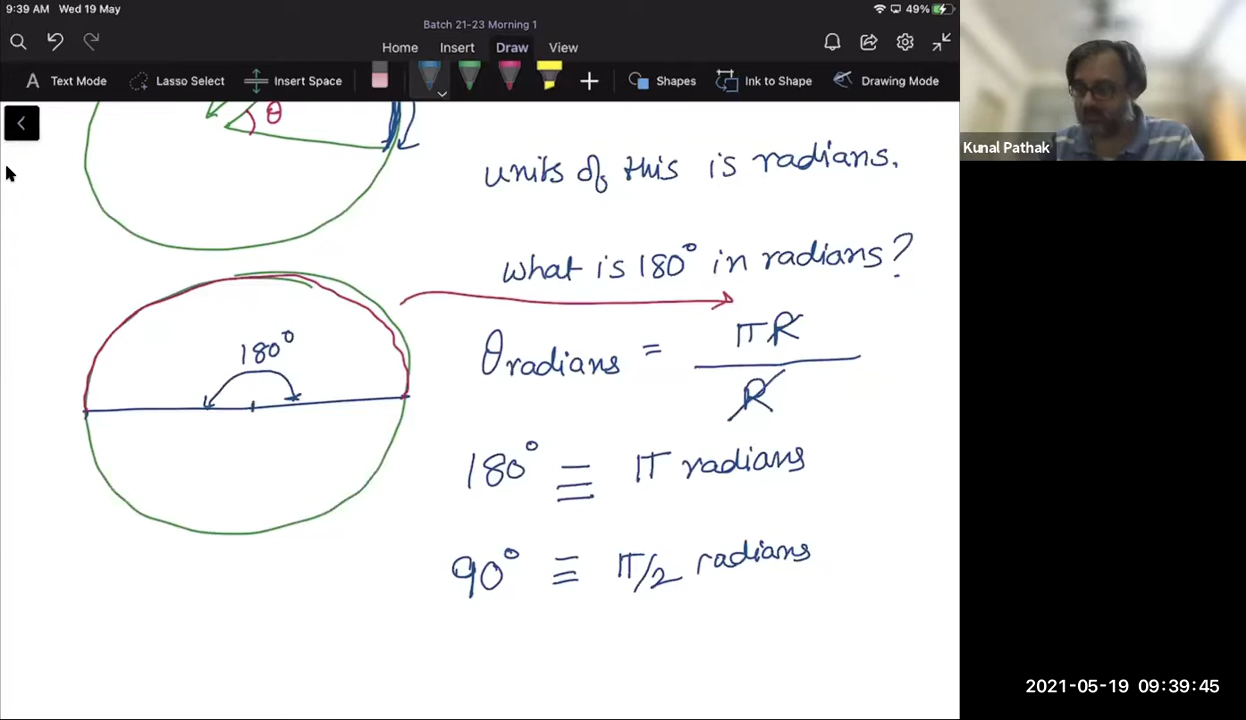 9:39 AM Wed 19 May
49%
Batch 21-23 Morning 1
Home Insert Draw View
A Text Mode Lasso Select Insert Space Shapes Ink to Shape Drawing Mode
Kunal Pathak
θ
units of this is radians.
what is 180° in radians?
180°
θradians = πR
R
180° ≡ π radians
90° ≡ π/2 radians
2021-05-19 09:39:45